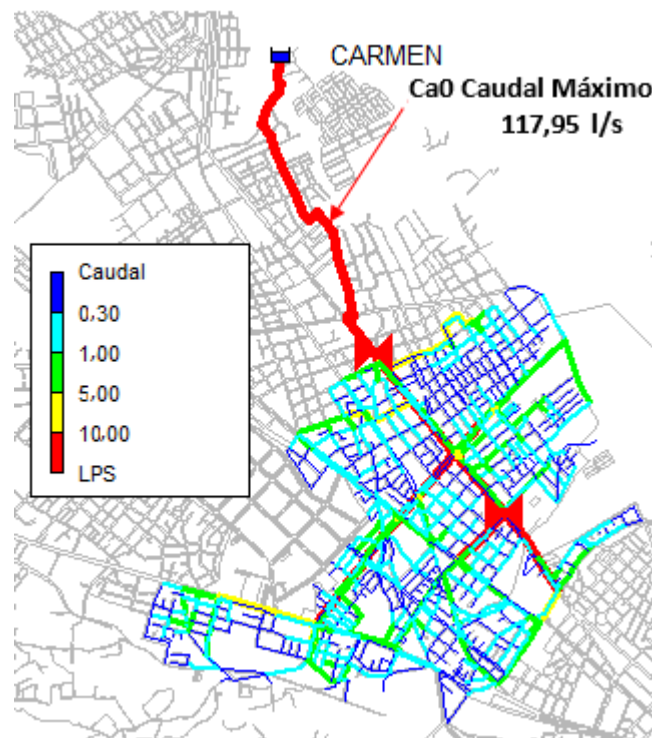 CARMEN
Ca0 Caudal Máximo
117,95 l/s
Caudal
0.30
1.00
5.00
10.00
LPS